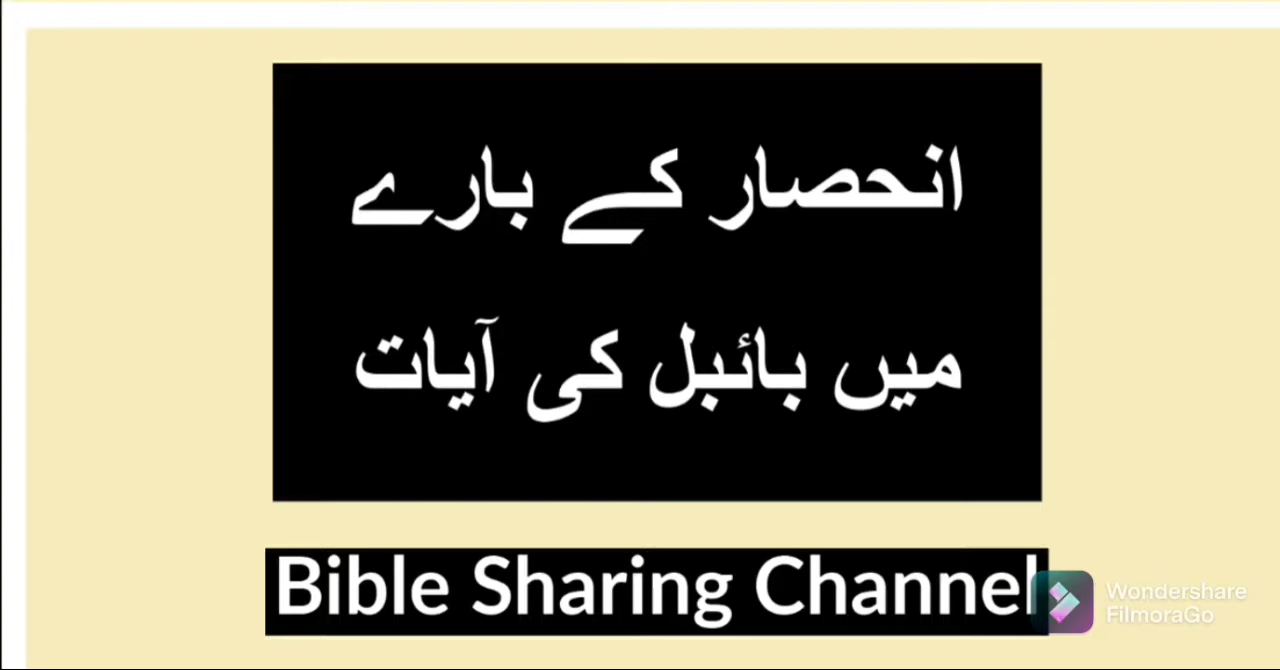 انحصار کے بارے
میں بائبل کی آیات
Bible Sharing Channel
Wondershare
FilmoraGo